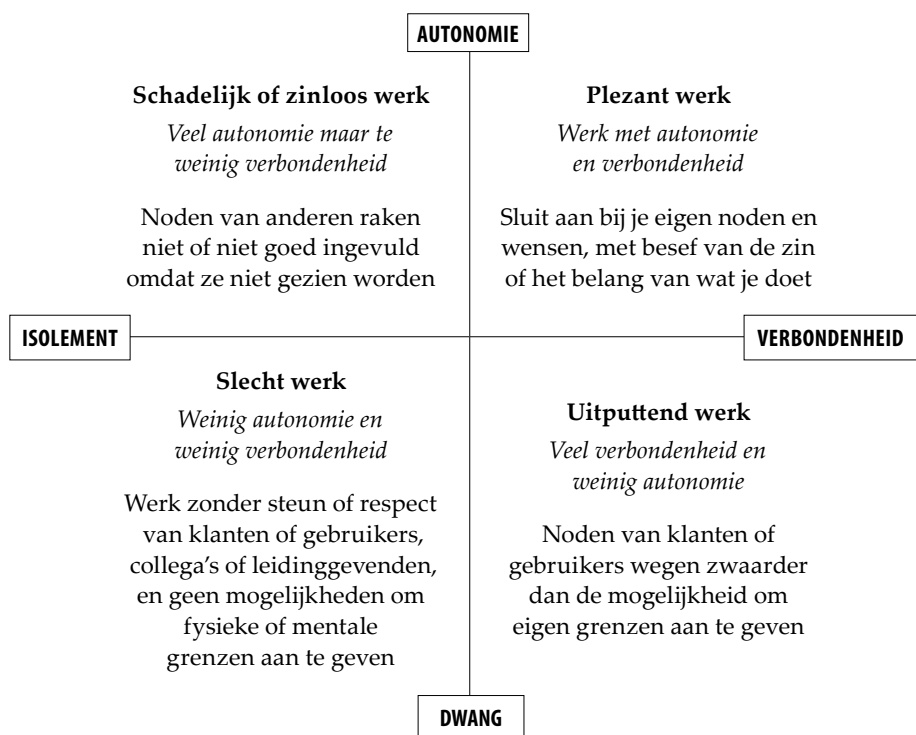 AUTONOMIE
Schadelijk of zinloos werk
Veel autonomie maar te
weinig verbondenheid
Noden van anderen raken
niet of niet goed ingevuld
omdat ze niet gezien worden
Plezant werk
Werk met autonomie
en verbondenheid
Sluit aan bij je eigen noden en
wensen, met besef van de zin
of het belang van wat je doet
ISOLEMENT
VERBONDENHEID
Slecht werk
Weinig autonomie en
weinig verbondenheid
Werk zonder steun of respect
van klanten of gebruikers,
collega's of leidinggevenden,
en geen mogelijkheden om
fysieke of mentale
grenzen aan te geven
Uitputtend werk
Veel verbondenheid en
weinig autonomie
Noden van klanten of
gebruikers wegen zwaarder
dan de mogelijkheid om
eigen grenzen aan te geven
DWANG